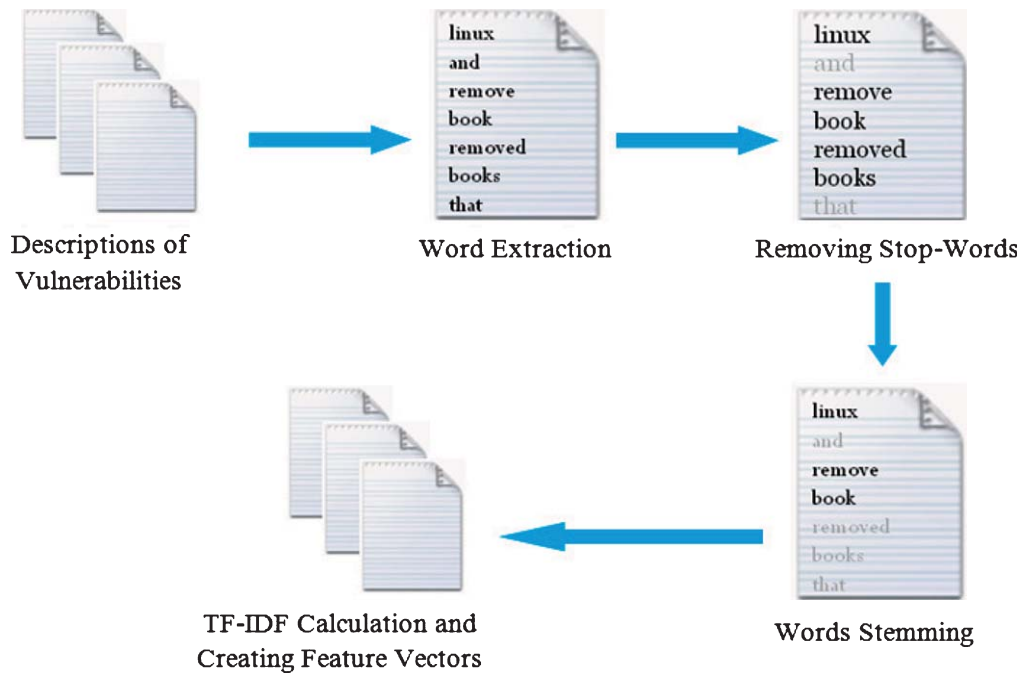 linux
and
remove
book
removed
books
that
linux
and
remove
book
removed
books
that
Descriptions of
Vulnerabilities
Word Extraction
Removing Stop-Words
linux
and
remove
book
removed
books
that
TF-IDF Calculation and
Creating Feature Vectors
Words Stemming